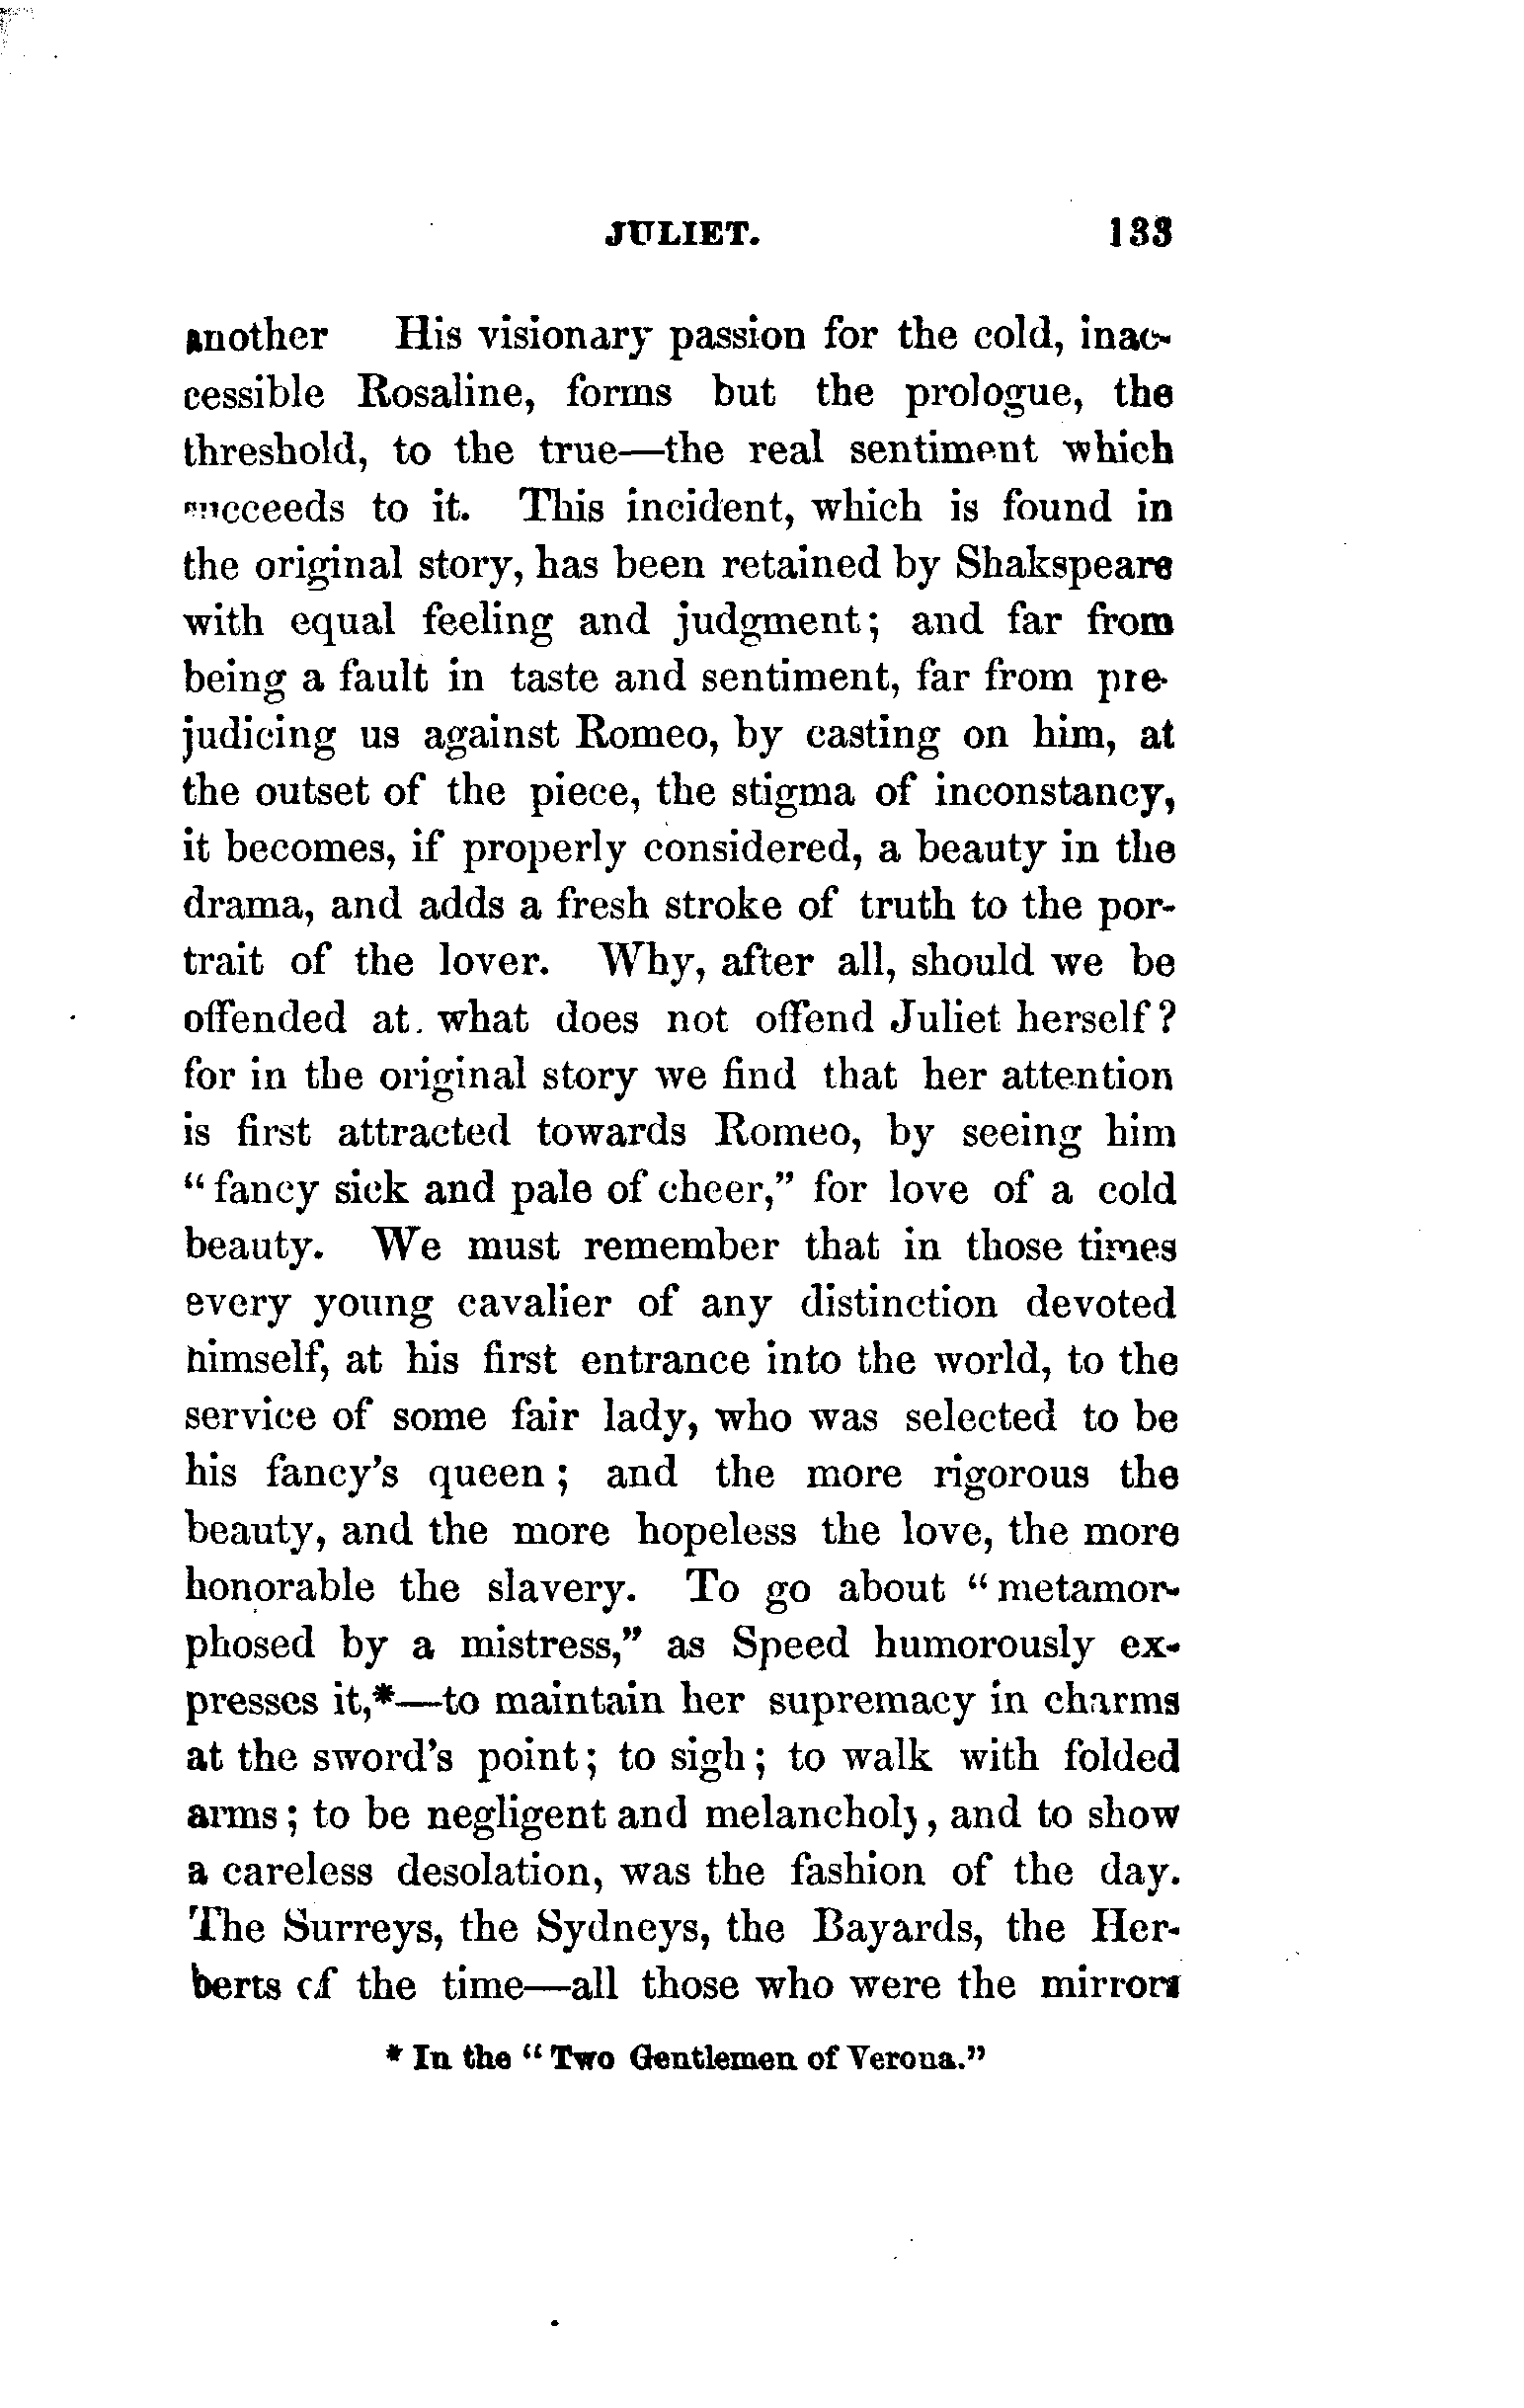 JULIET. 133
another His visionary passion for the cold, inac-
cessible Rosaline, forms but the prologue, the
threshold, to the true—the real sentiment which
succeeds to it. This incident, which is found in
the original story, has been retained by Shakspeare
with equal feeling and judgment; and far from
being a fault in taste and sentiment, far from pre-
judicing us against Romeo, by casting on him, at
the outset of the piece, the stigma of inconstancy,
it becomes, if properly considered, a beauty in the
drama, and adds a fresh stroke of truth to the por-
trait of the lover. Why, after all, should we be
offended at what does not offend Juliet herself?
for in the original story we find that her attention
is first attracted towards Romeo, by seeing him
“fancy sick and pale of cheer,” for love of a cold
beauty. We must remember that in those times
every young cavalier of any distinction devoted
himself, at his first entrance into the world, to the
service of some fair lady, who was selected to be
his fancy's queen; and the more rigorous the
beauty, and the more hopeless the love, the more
honorable the slavery. To go about “metamor-
phosed by a mistress,” as Speed humorously ex-
presses it,*—to maintain her supremacy in charms
at the sword's point; to sigh; to walk with folded
arms; to be negligent and melancholy, and to show
a careless desolation, was the fashion of the day.
The Surreys, the Sydneys, the Bayards, the Her-
berts of the time—all those who were the mirrors
* In the “Two Gentlemen of Verona.”